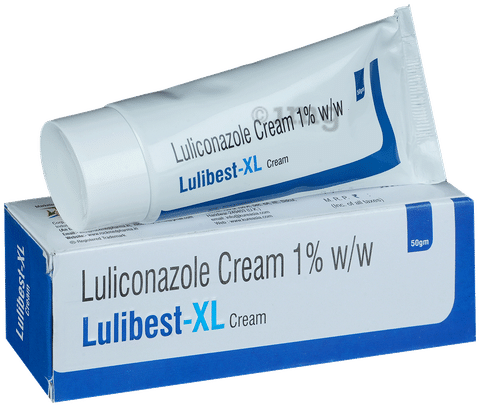 50gm
Luliconazole Cream 1% w/w
Lulibest-XL Cream
M.R.P. ₹
(Inc. of all taxes)
50gm
Luliconazole Cream 1% w/w
Lulibest-XL Cream
Lulibest-XL
Cream